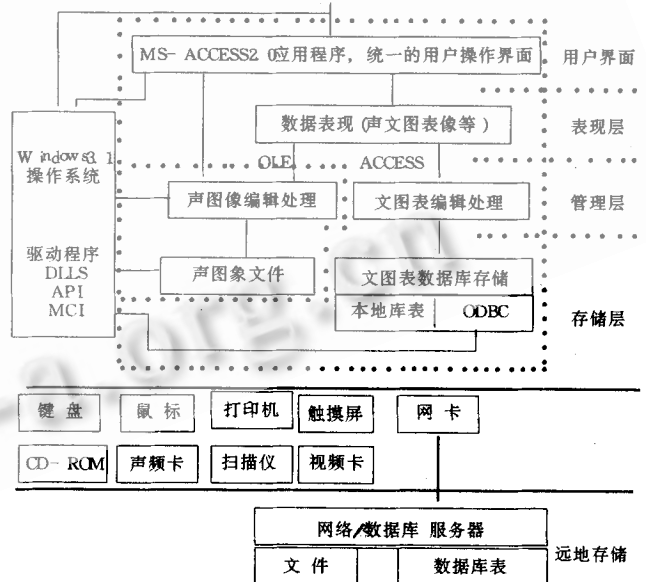 MS-ACCESS2.0应用程序，统一的用户操作界面
用户界面
数据表现(声文图表像等)
表现层
Windows3.1
操作系统
OLE
ACCESS
声图像编辑处理
文图表编辑处理
管理层
驱动程序
DLLS
API
MCI
声图象文件
文图表数据库存储
本地库表
ODBC
存储层
键盘
鼠标
打印机
触摸屏
网卡
CD-ROM
声频卡
扫描仪
视频卡
网络/数据库 服务器
文件
数据库表
远地存储